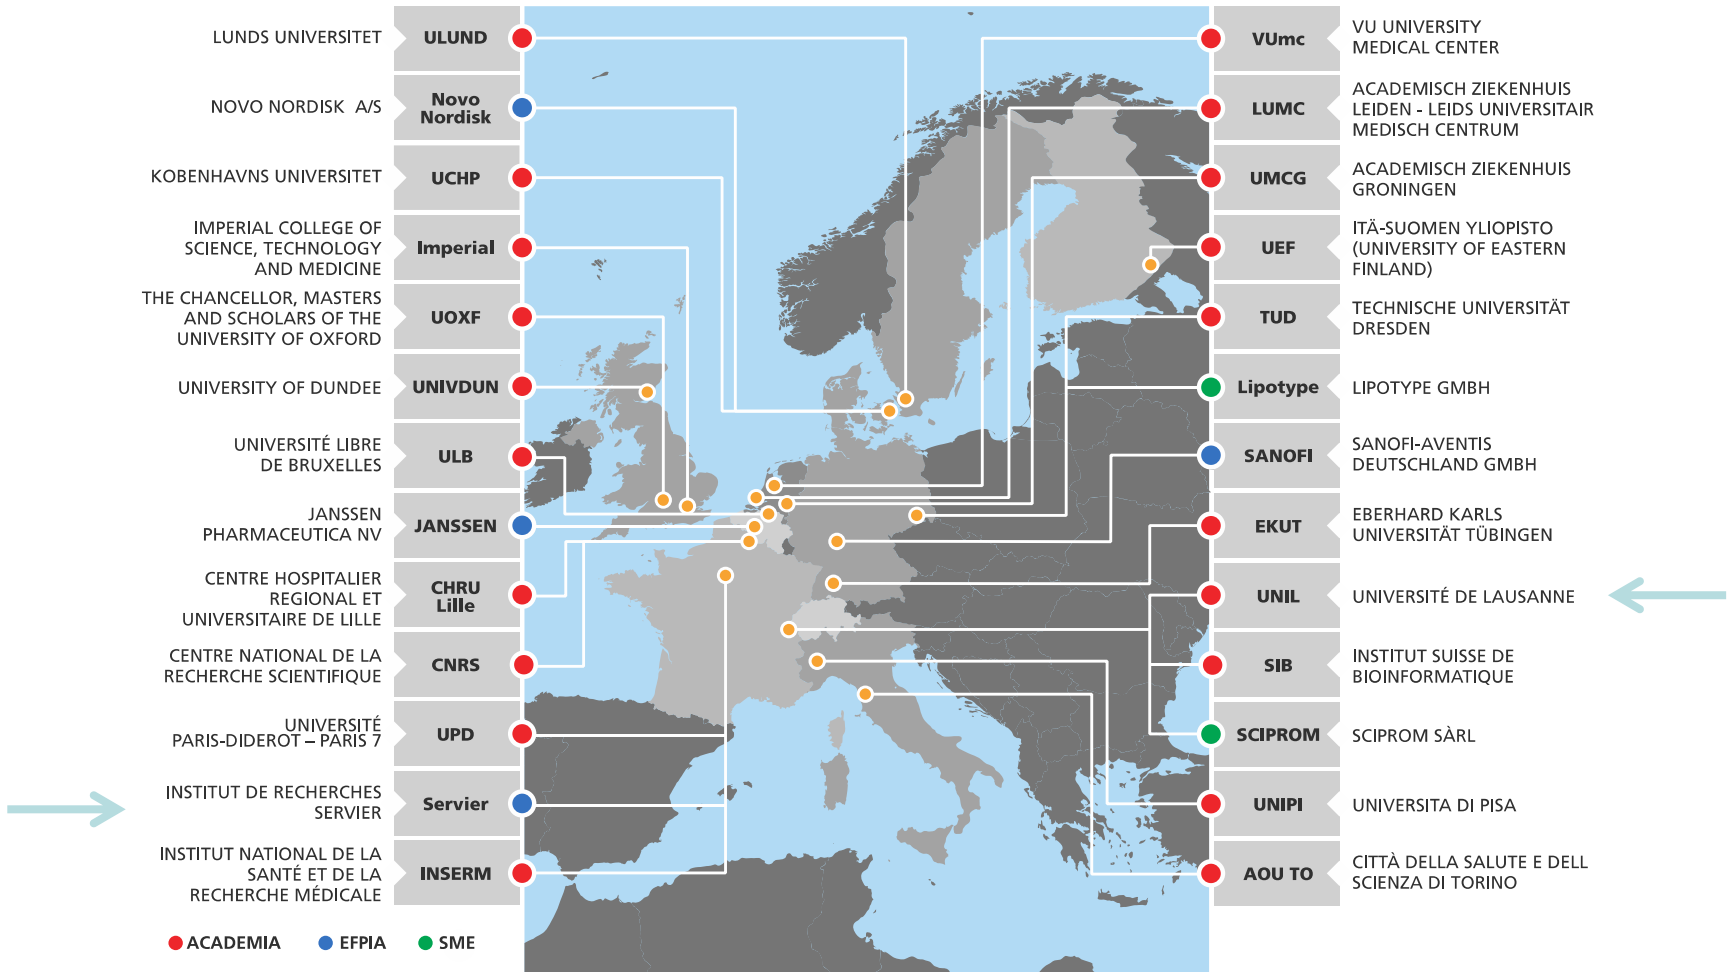 LUNDS UNIVERSITET
ULUND
NOVO NORDISK A/S
Novo
Nordisk
KOBENHAVNS UNIVERSITET
UCHP
IMPERIAL COLLEGE OF
SCIENCE, TECHNOLOGY
AND MEDICINE
Imperial
THE CHANCELLOR, MASTERS
AND SCHOLARS OF THE
UNIVERSITY OF OXFORD
UOXF
UNIVERSITY OF DUNDEE
UNIVDUN
UNIVERSITÉ LIBRE
DE BRUXELLES
ULB
JANSSEN
PHARMACEUTICA NV
JANSSEN
CENTRE HOSPITALIER
REGIONAL ET
UNIVERSITAIRE DE LILLE
CHRU
Lille
CENTRE NATIONAL DE LA
RECHERCHE SCIENTIFIQUE
CNRS
UNIVERSITÉ
PARIS-DIDEROT – PARIS 7
UPD
INSTITUT DE RECHERCHES
SERVIER
Servier
INSTITUT NATIONAL DE LA
SANTÉ ET DE LA
RECHERCHE MÉDICALE
INSERM
VUmc
VU UNIVERSITY
MEDICAL CENTER
LUMC
ACADEMISCH ZIEKENHUIS
LEIDEN - LEIDS UNIVERSITAIR
MEDISCH CENTRUM
UMCG
ACADEMISCH ZIEKENHUIS
GRONINGEN
UEF
ITÄ-SUOMEN YLIOPISTO
(UNIVERSITY OF EASTERN
FINLAND)
TUD
TECHNISCHE UNIVERSITÄT
DRESDEN
Lipotype
LIPOTYPE GMBH
SANOFI
SANOFI-AVENTIS
DEUTSCHLAND GMBH
EKUT
EBERHARD KARLS
UNIVERSITÄT TÜBINGEN
UNIL
UNIVERSITÉ DE LAUSANNE
SIB
INSTITUT SUISSE DE
BIOINFORMATIQUE
SCIPROM
SCIPROM SÀRL
UNIPI
UNIVERSITA DI PISA
AOU TO
CITTÀ DELLA SALUTE E DELL
SCIENZA DI TORINO
ACADEMIA
EFPIA
SME